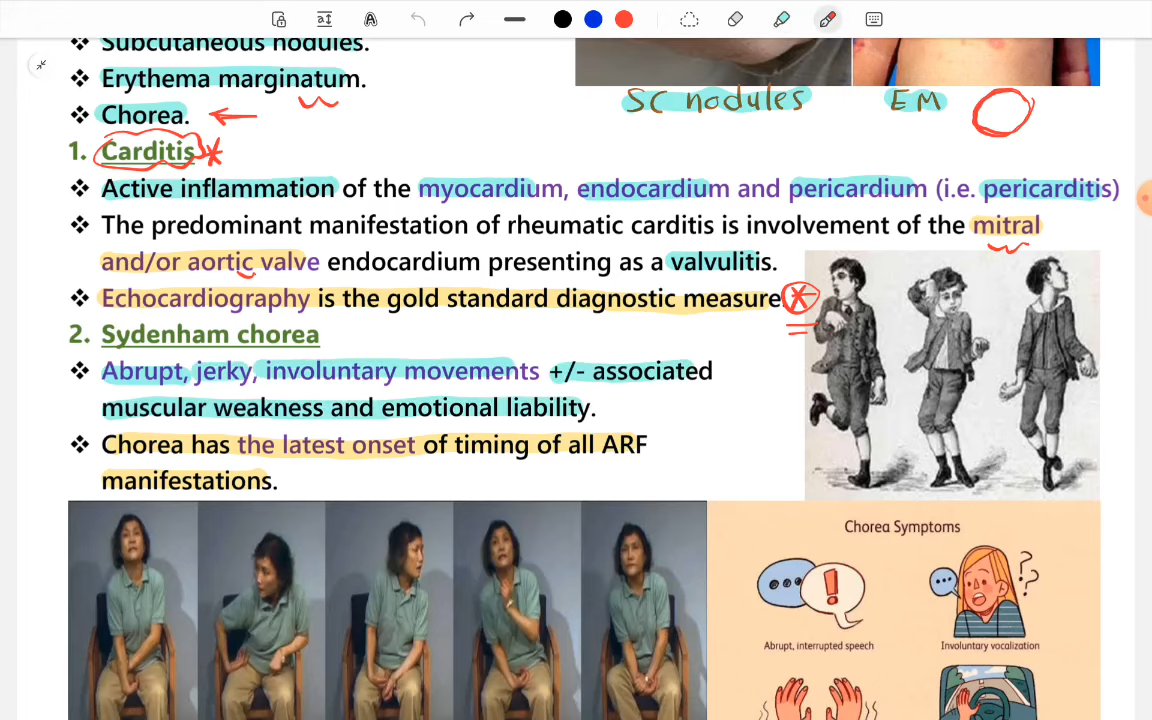 ❖ Subcutaneous nodules.
❖ Erythema marginatum.
SC nodules
EM
❖ Chorea.
1. Carditis
❖ Active inflammation of the myocardium, endocardium and pericardium (i.e. pericarditis)
❖ The predominant manifestation of rheumatic carditis is involvement of the mitral
and/or aortic valve endocardium presenting as a valvulitis.
❖ Echocardiography is the gold standard diagnostic measure
2. Sydenham chorea
❖ Abrupt, jerky, involuntary movements +/- associated
muscular weakness and emotional liability.
❖ Chorea has the latest onset of timing of all ARF
manifestations.
Chorea Symptoms
Abrupt, interrupted speech
Involuntary vocalization